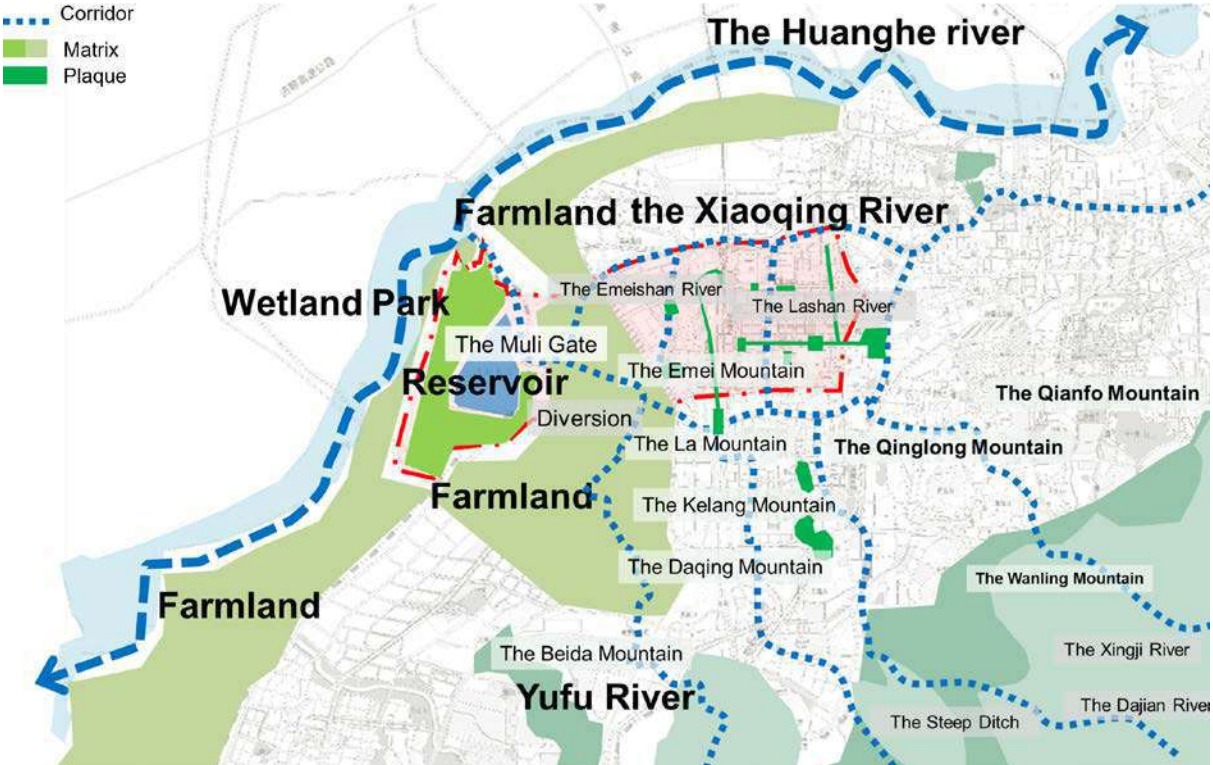 Corridor
Matrix
Plaque
The Huanghe river
Farmland
the Xiaoqing River
The Emeishan River
Wetland Park
The Lashan River
The Muli Gate
The Emei Mountain
Reservoir
The Qianfo Mountain
Diversion
The La Mountain
The Qinglong Mountain
Farmland
The Kelang Mountain
The Daqing Mountain
The Wanling Mountain
Farmland
The Beida Mountain
The Xingji River
Yufu River
The Dajian River
The Steep Ditch